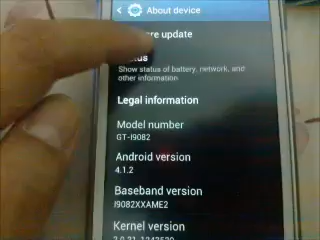 About device
update
Show status of battery, network, and
other information
Legal information
Model number
GT-I9082
Android version
4.1.2
Baseband version
I9082XXAME2
Kernel version